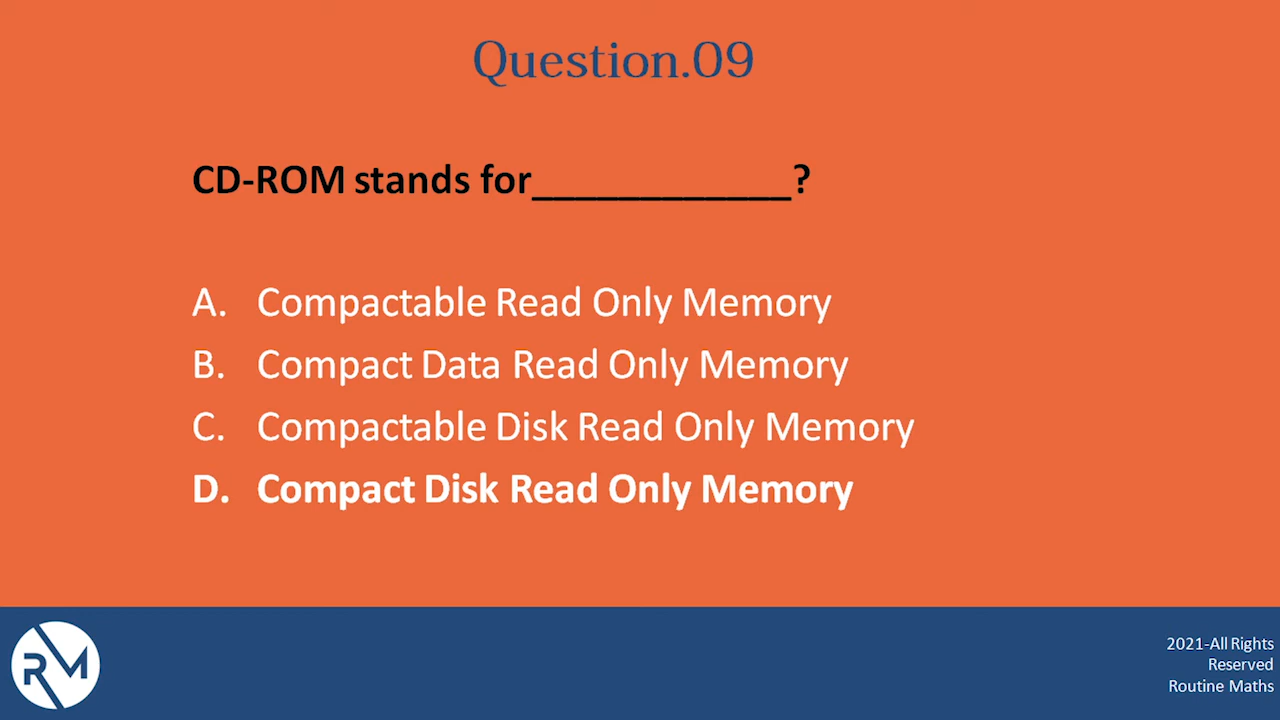 Question.09
CD-ROM stands for____________?
A. Compactable Read Only Memory
B. Compact Data Read Only Memory
C. Compactable Disk Read Only Memory
D. Compact Disk Read Only Memory
RM
2021-All Rights
Reserved
Routine Maths